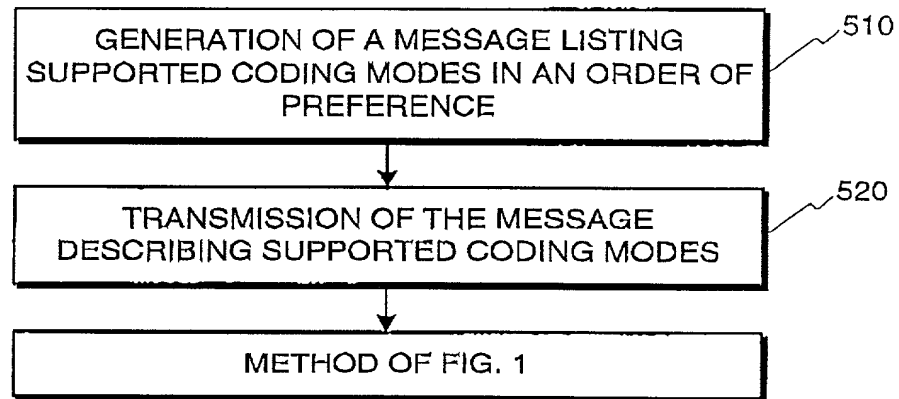 GENERATION OF A MESSAGE LISTING
SUPPORTED CODING MODES IN AN ORDER OF
PREFERENCE
510
TRANSMISSION OF THE MESSAGE
DESCRIBING SUPPORTED CODING MODES
520
METHOD OF FIG. 1